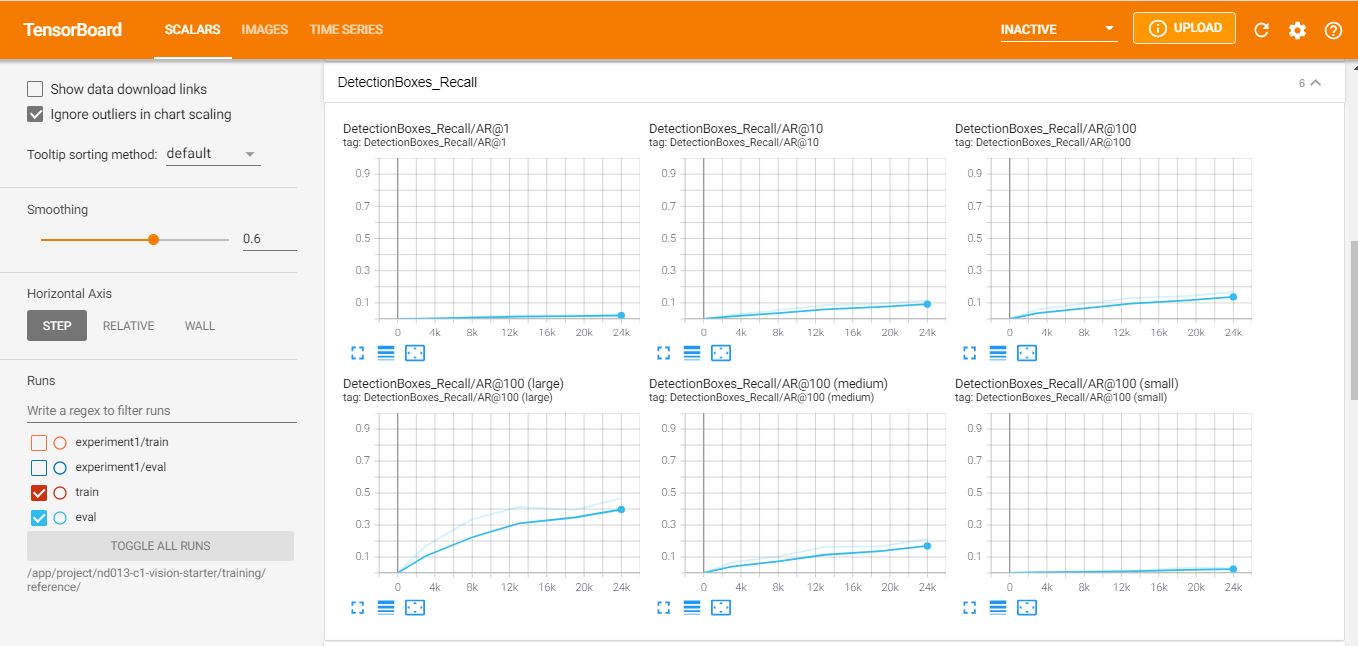 TensorBoard SCALARS IMAGES TIME SERIES INACTIVE UPLOAD
Show data download links
Ignore outliers in chart scaling
Tooltip sorting method: default
Smoothing
0.6
Horizontal Axis
STEP RELATIVE WALL
Runs
Write a regex to filter runs
experiment1/train
experiment1/eval
train
eval
TOGGLE ALL RUNS
/app/project/nd013-c1-vision-starter/training/
reference/
DetectionBoxes_Recall 6
DetectionBoxes_Recall/AR@1
tag: DetectionBoxes_Recall/AR@1
0.9
0.7
0.5
0.3
0.1
0 4k 8k 12k 16k 20k 24k
DetectionBoxes_Recall/AR@10
tag: DetectionBoxes_Recall/AR@10
0.9
0.7
0.5
0.3
0.1
0 4k 8k 12k 16k 20k 24k
DetectionBoxes_Recall/AR@100
tag: DetectionBoxes_Recall/AR@100
0.9
0.7
0.5
0.3
0.1
0 4k 8k 12k 16k 20k 24k
DetectionBoxes_Recall/AR@100 (large)
tag: DetectionBoxes_Recall/AR@100 (large)
0.9
0.7
0.5
0.3
0.1
0 4k 8k 12k 16k 20k 24k
DetectionBoxes_Recall/AR@100 (medium)
tag: DetectionBoxes_Recall/AR@100 (medium)
0.9
0.7
0.5
0.3
0.1
0 4k 8k 12k 16k 20k 24k
DetectionBoxes_Recall/AR@100 (small)
tag: DetectionBoxes_Recall/AR@100 (small)
0.9
0.7
0.5
0.3
0.1
0 4k 8k 12k 16k 20k 24k